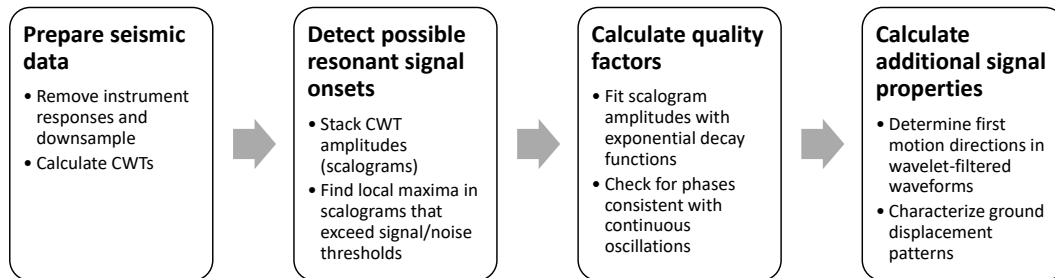 Prepare seismic
data
• Remove instrument
responses and
downsample
• Calculate CWTs
Detect possible
resonant signal
onsets
• Stack CWT
amplitudes
(scalograms)
• Find local maxima in
scalograms that
exceed signal/noise
thresholds
Calculate quality
factors
• Fit scalogram
amplitudes with
exponential decay
functions
• Check for phases
consistent with
continuous
oscillations
Calculate
additional signal
properties
• Determine first
motion directions in
wavelet-filtered
waveforms
• Characterize ground
displacement
patterns